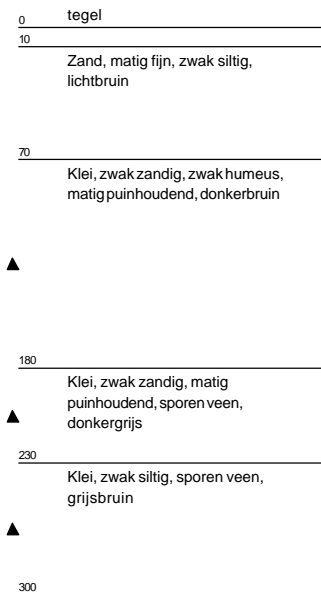 tegel
0
10
Zand, matig fijn, zwak siltig,
lichtbruin
70
Klei, zwak zandig, zwak humeus,
matig puinhoudend, donkerbruin
180
Klei, zwak zandig, matig
puinhoudend, sporen veen,
donkergrijs
230
Klei, zwak siltig, sporen veen,
grijsbruin
300